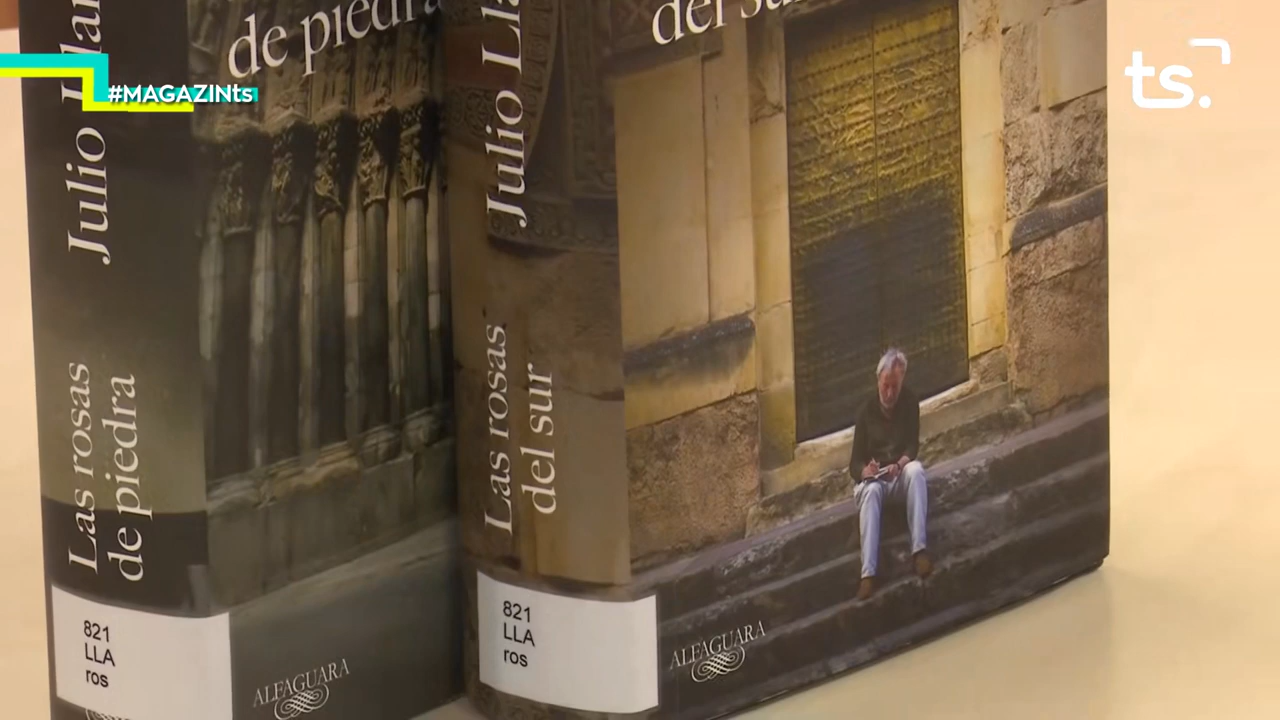 #MAGAZINts
ts.
de piedra
del sur
Julio
Las rosas
de piedra
821
LLA
ros
ALFAGUARA
Julio
Las rosas
del sur
821
LLA
ros
ALFAGUARA